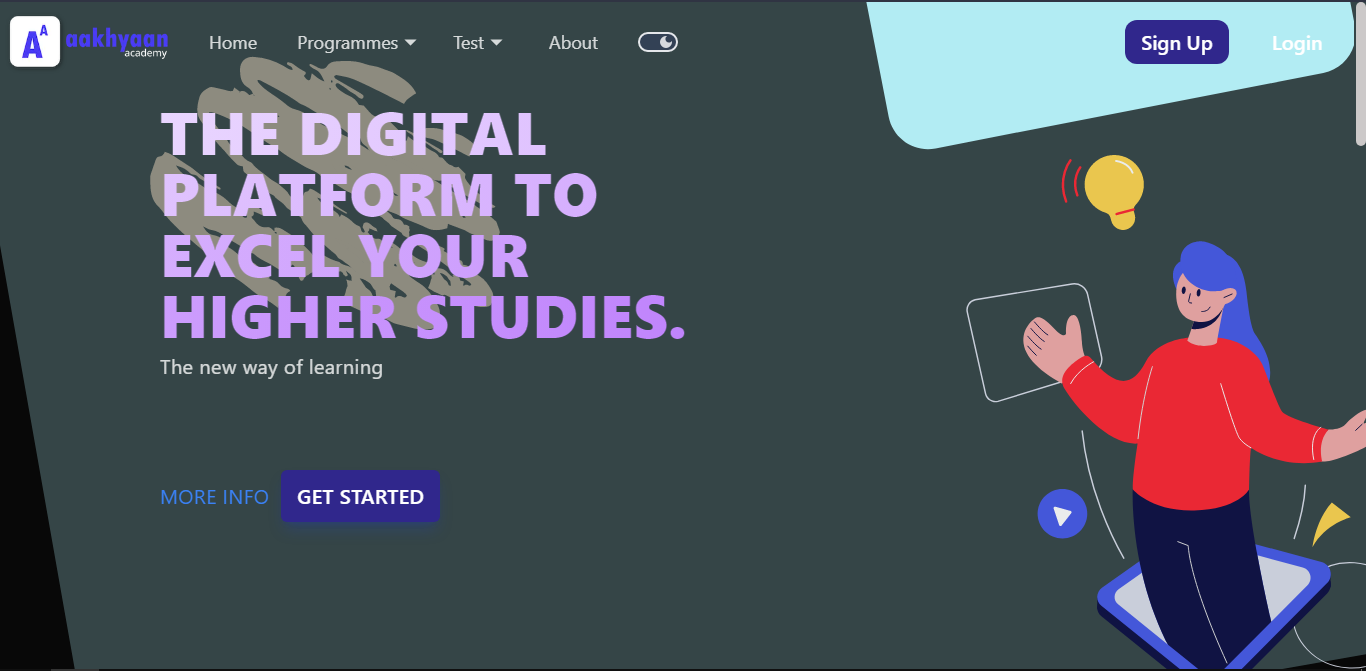 AA
aakhyaan
academy
Home Programmes Test About Sign Up Login
THE DIGITAL
PLATFORM TO
EXCEL YOUR
HIGHER STUDIES.
The new way of learning
MORE INFO GET STARTED